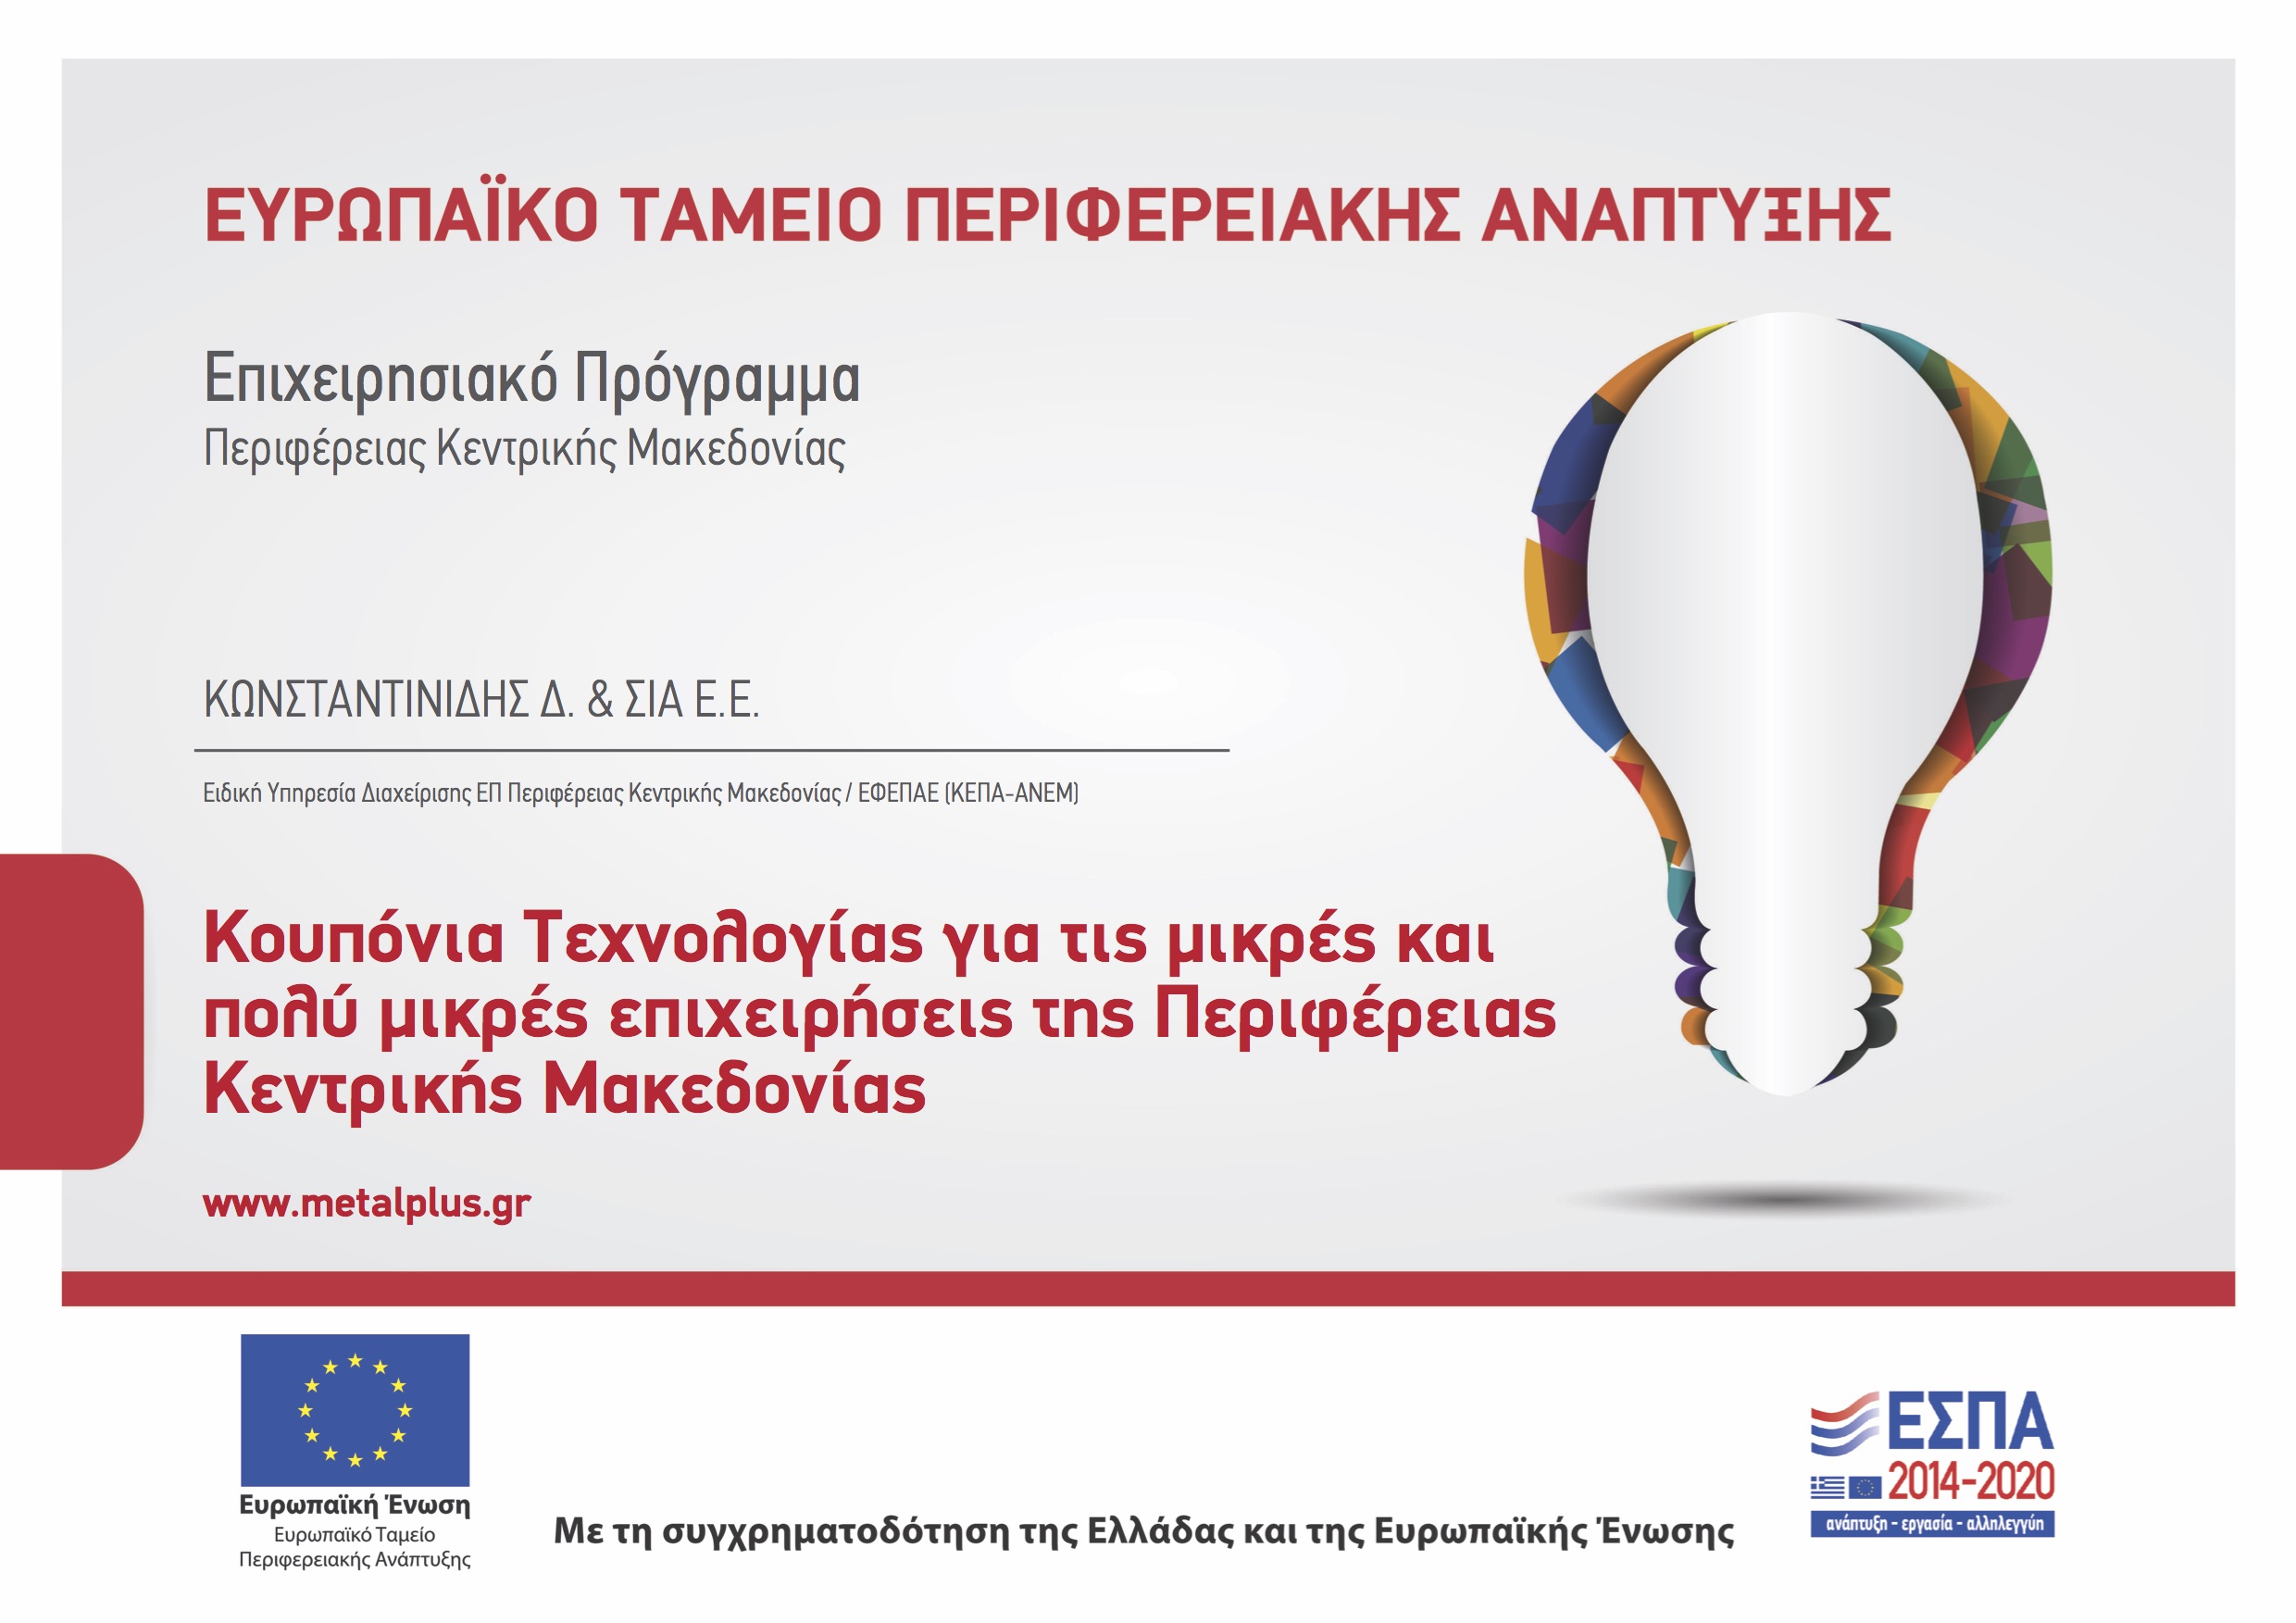 ΕΥΡΩΠΑΪΚΟ ΤΑΜΕΙΟ ΠΕΡΙΦΕΡΕΙΑΚΗΣ ΑΝΑΠΤΥΞΗΣ
Επιχειρησιακό Πρόγραμμα
Περιφέρειας Κεντρικής Μακεδονίας
ΚΩΝΣΤΑΝΤΙΝΙΔΗΣ Δ. & ΣΙΑ Ε.Ε.
Ειδική Υπηρεσία Διαχείρισης ΕΠ Περιφέρειας Κεντρικής Μακεδονίας / ΕΦΕΠΑΕ (ΚΕΠΑ-ΑΝΕΜ)
Κουπόνια Τεχνολογίας για τις μικρές και
πολύ μικρές επιχειρήσεις της Περιφέρειας
Κεντρικής Μακεδονίας
www.metalplus.gr
Ευρωπαϊκή Ένωση
Ευρωπαϊκό Ταμείο
Περιφερειακής Ανάπτυξης
Με τη συγχρηματοδότηση της Ελλάδας και της Ευρωπαϊκής Ένωσης
ΕΣΠΑ
2014-2020
ανάπτυξη - εργασία - αλληλεγγύη